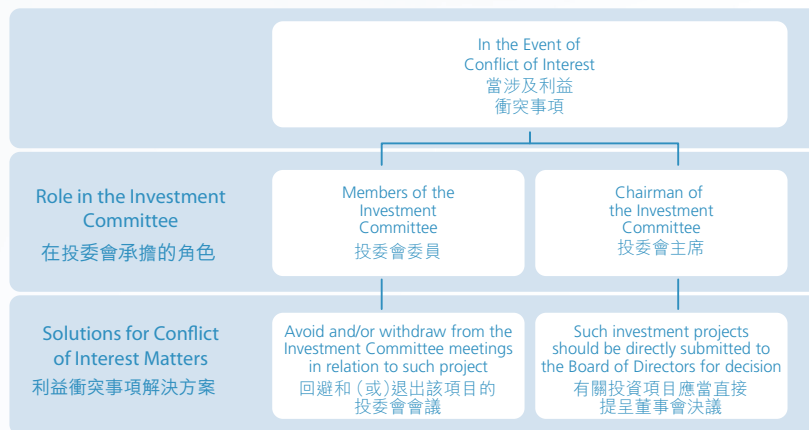 In the Event of
Conflict of Interest
當涉及利益
衝突事項
Role in the Investment
Committee
在投委會承擔的角色
Members of the
Investment
Committee
投委會委員
Chairman of
the Investment
Committee
投委會主席
Solutions for Conflict
of Interest Matters
利益衝突事項解決方案
Avoid and/or withdraw from the
Investment Committee meetings
in relation to such project
回避和（或）退出該項目的
投委會會議
Such investment projects
should be directly submitted to
the Board of Directors for decision
有關投資項目應當直接
提呈董事會決議